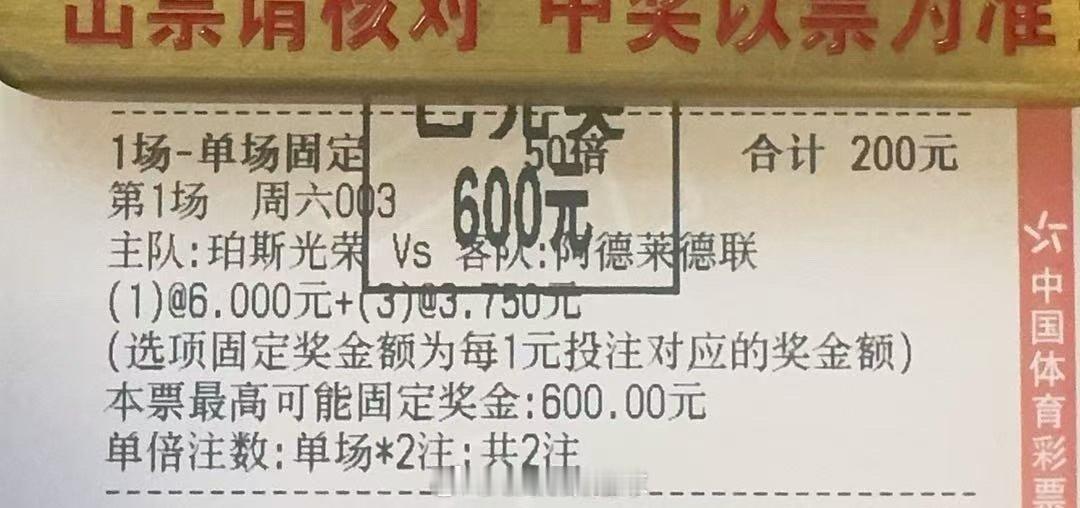 出票请核对 中奖以票为准
1场-单场固定 50倍 合计 200元
已兑奖
600元
第1场 周六003
主队:珀斯光荣 Vs 客队:阿德莱德联
(1)@6.000元+(3)@3.750元
(选项固定奖金额为每1元投注对应的奖金额)
本票最高可能固定奖金:600.00元
单倍注数:单场*2注;共2注
中国体育彩票